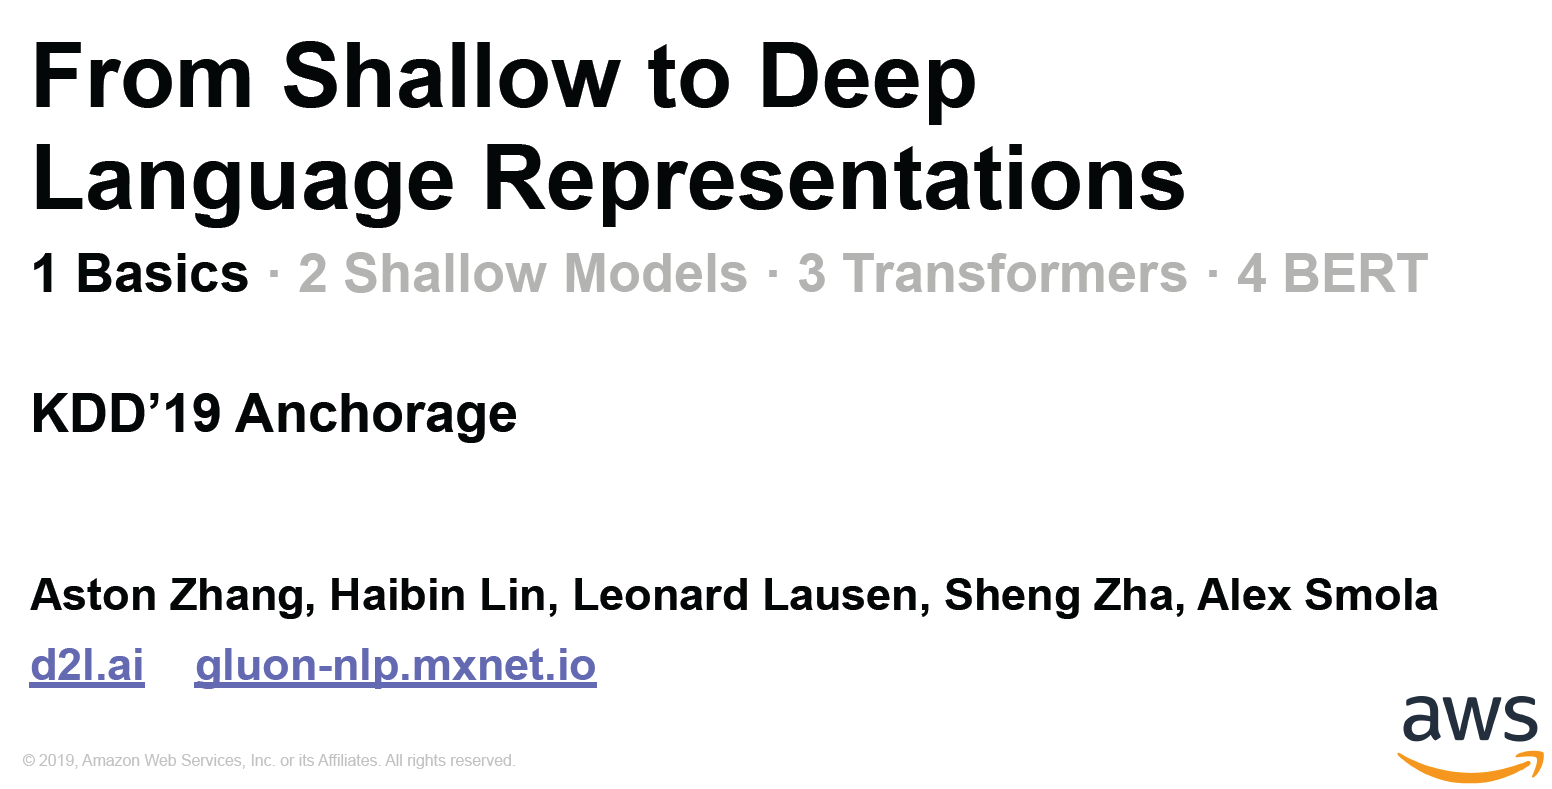 From Shallow to Deep
Language Representations
1 Basics · 2 Shallow Models · 3 Transformers · 4 BERT
KDD’19 Anchorage
Aston Zhang, Haibin Lin, Leonard Lausen, Sheng Zha, Alex Smola
d2l.ai gluon-nlp.mxnet.io
© 2019, Amazon Web Services, Inc. or its Affiliates. All rights reserved.
aws